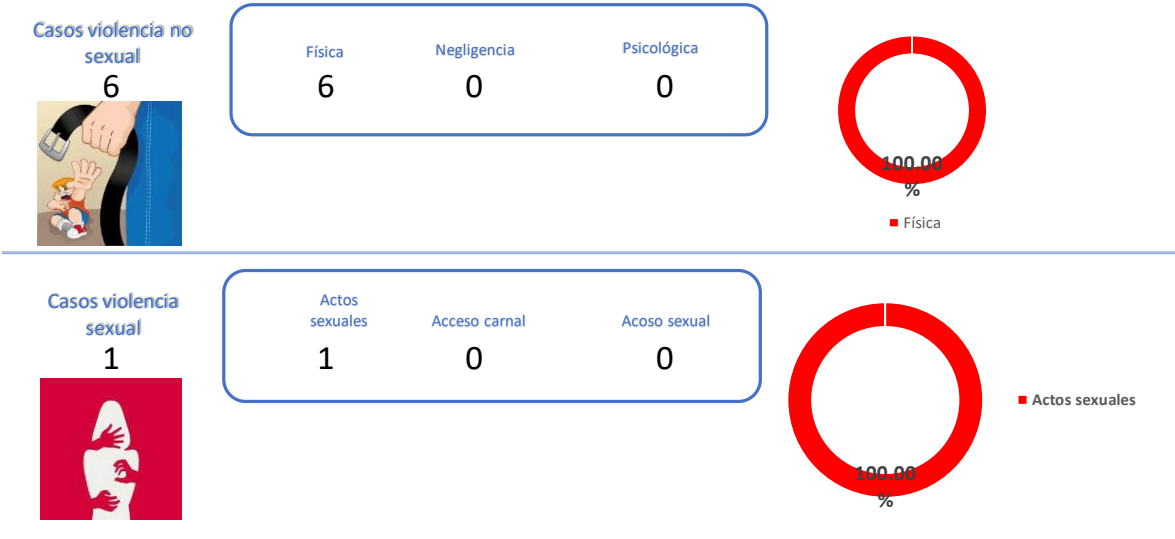 Casos violencia no
sexual
6
Física
Negligencia
Psicológica
6
0
0
100.00
%
Física
Casos violencia
sexual
1
Actos
sexuales
Acceso carnal
Acoso sexual
1
0
0
100.00
%
Actos sexuales